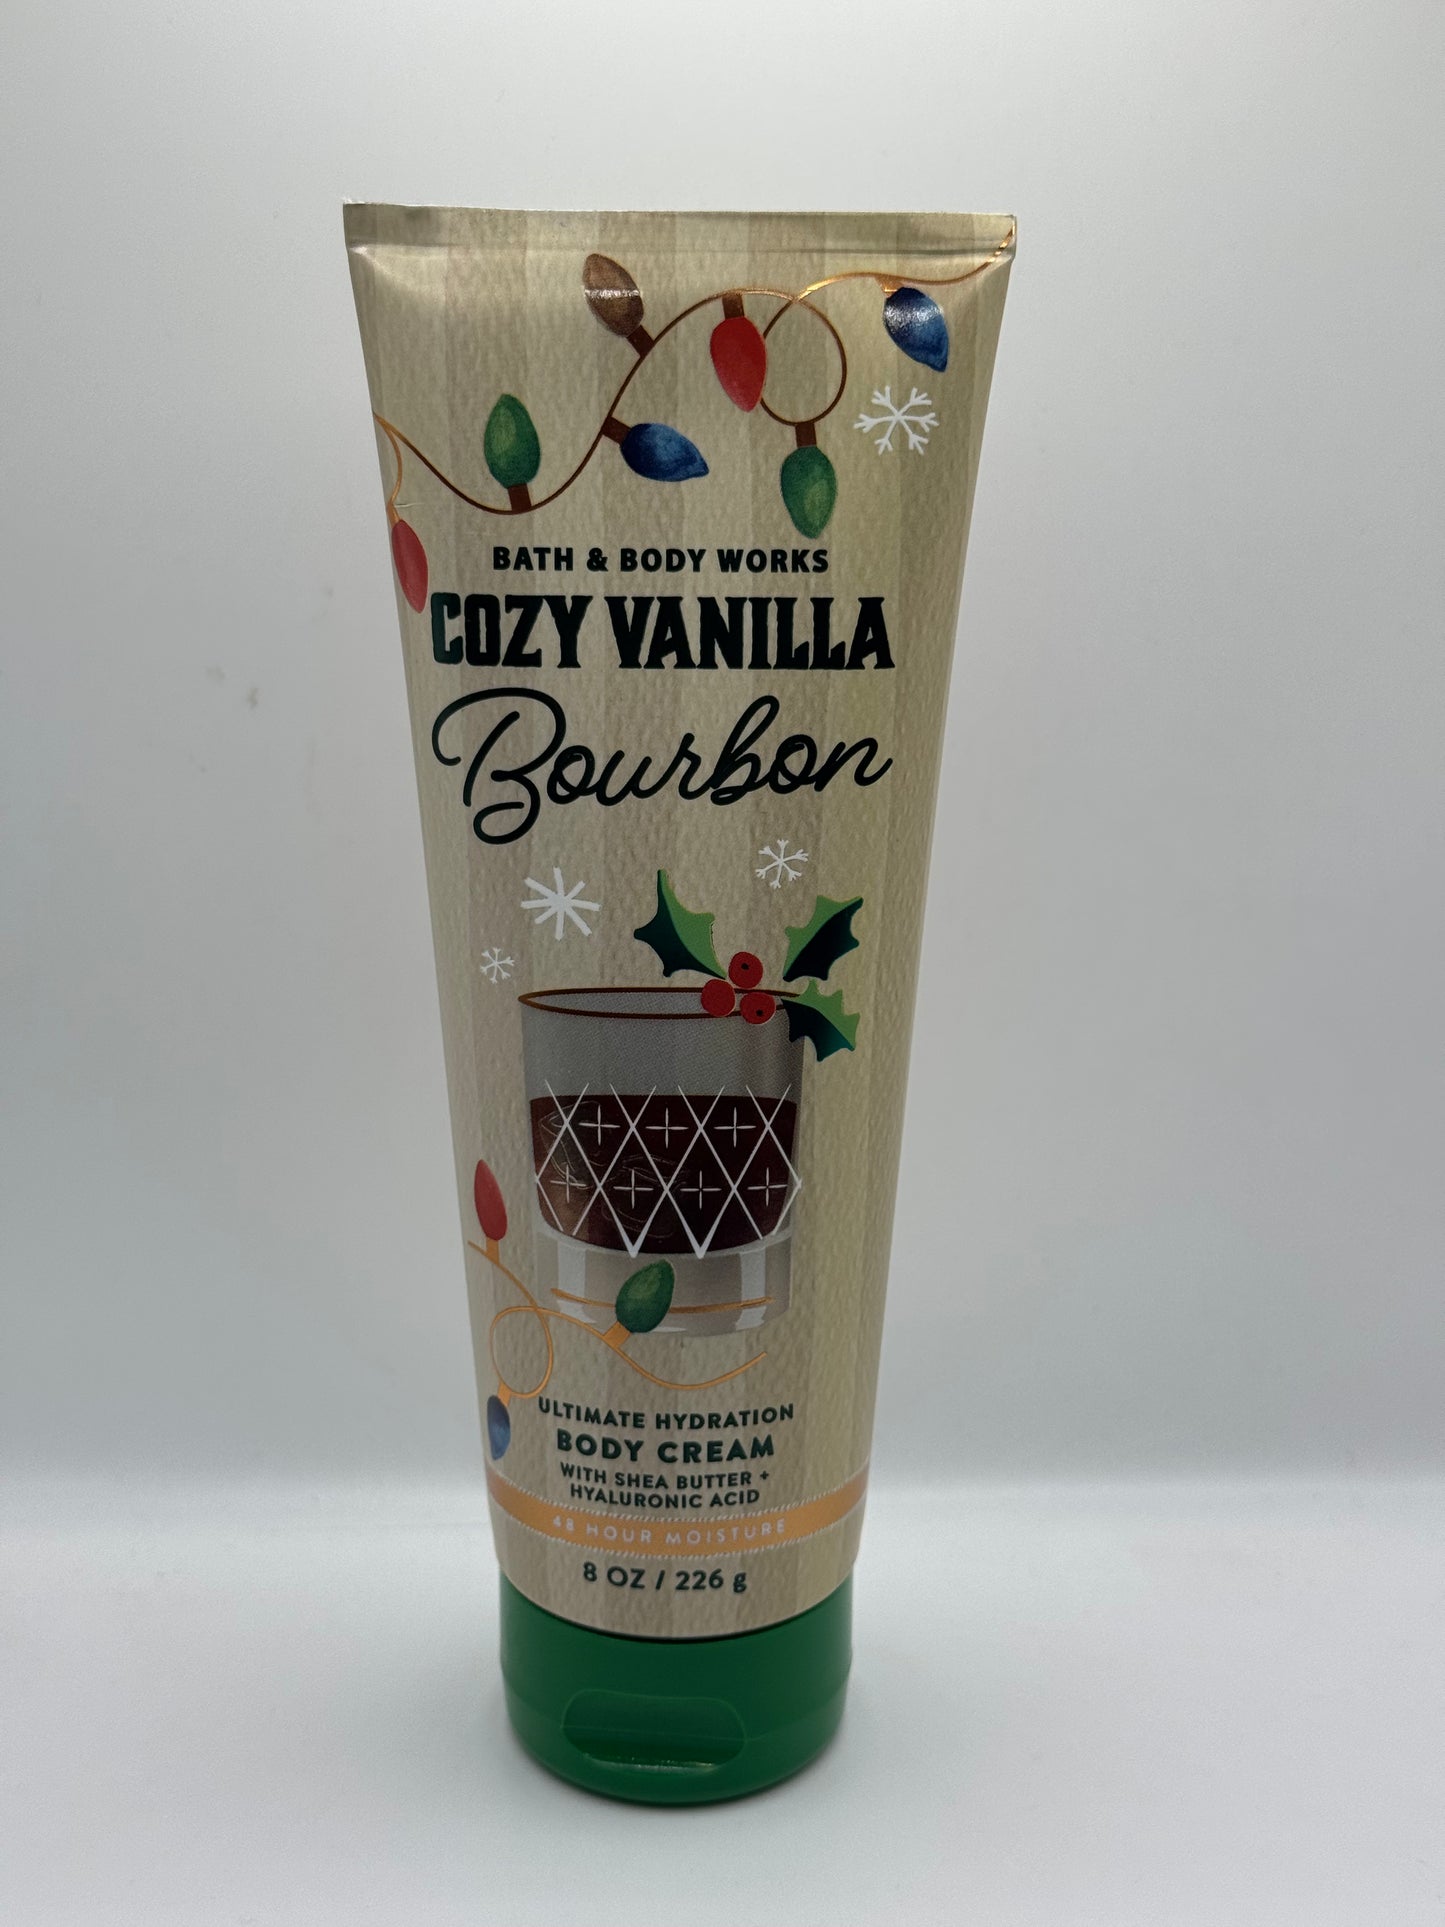 BATH & BODY WORKS
COZY VANILLA
Bourbon
ULTIMATE HYDRATION
BODY CREAM
WITH SHEA BUTTER +
HYALURONIC ACID
48 HOUR MOISTURE
8 OZ / 226 g